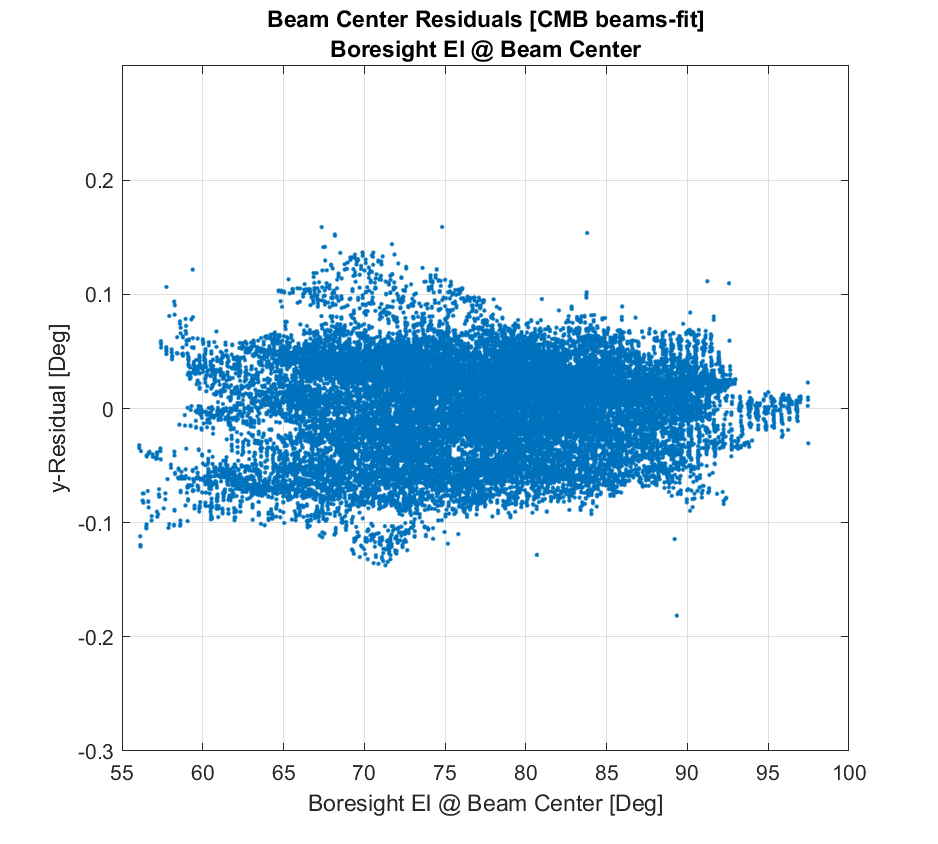 Beam Center Residuals [CMB beams-fit]
Boresight El @ Beam Center
y-Residual [Deg]
0.2
0.1
0
-0.1
-0.2
-0.3
55 60 65 70 75 80 85 90 95 100
Boresight El @ Beam Center [Deg]